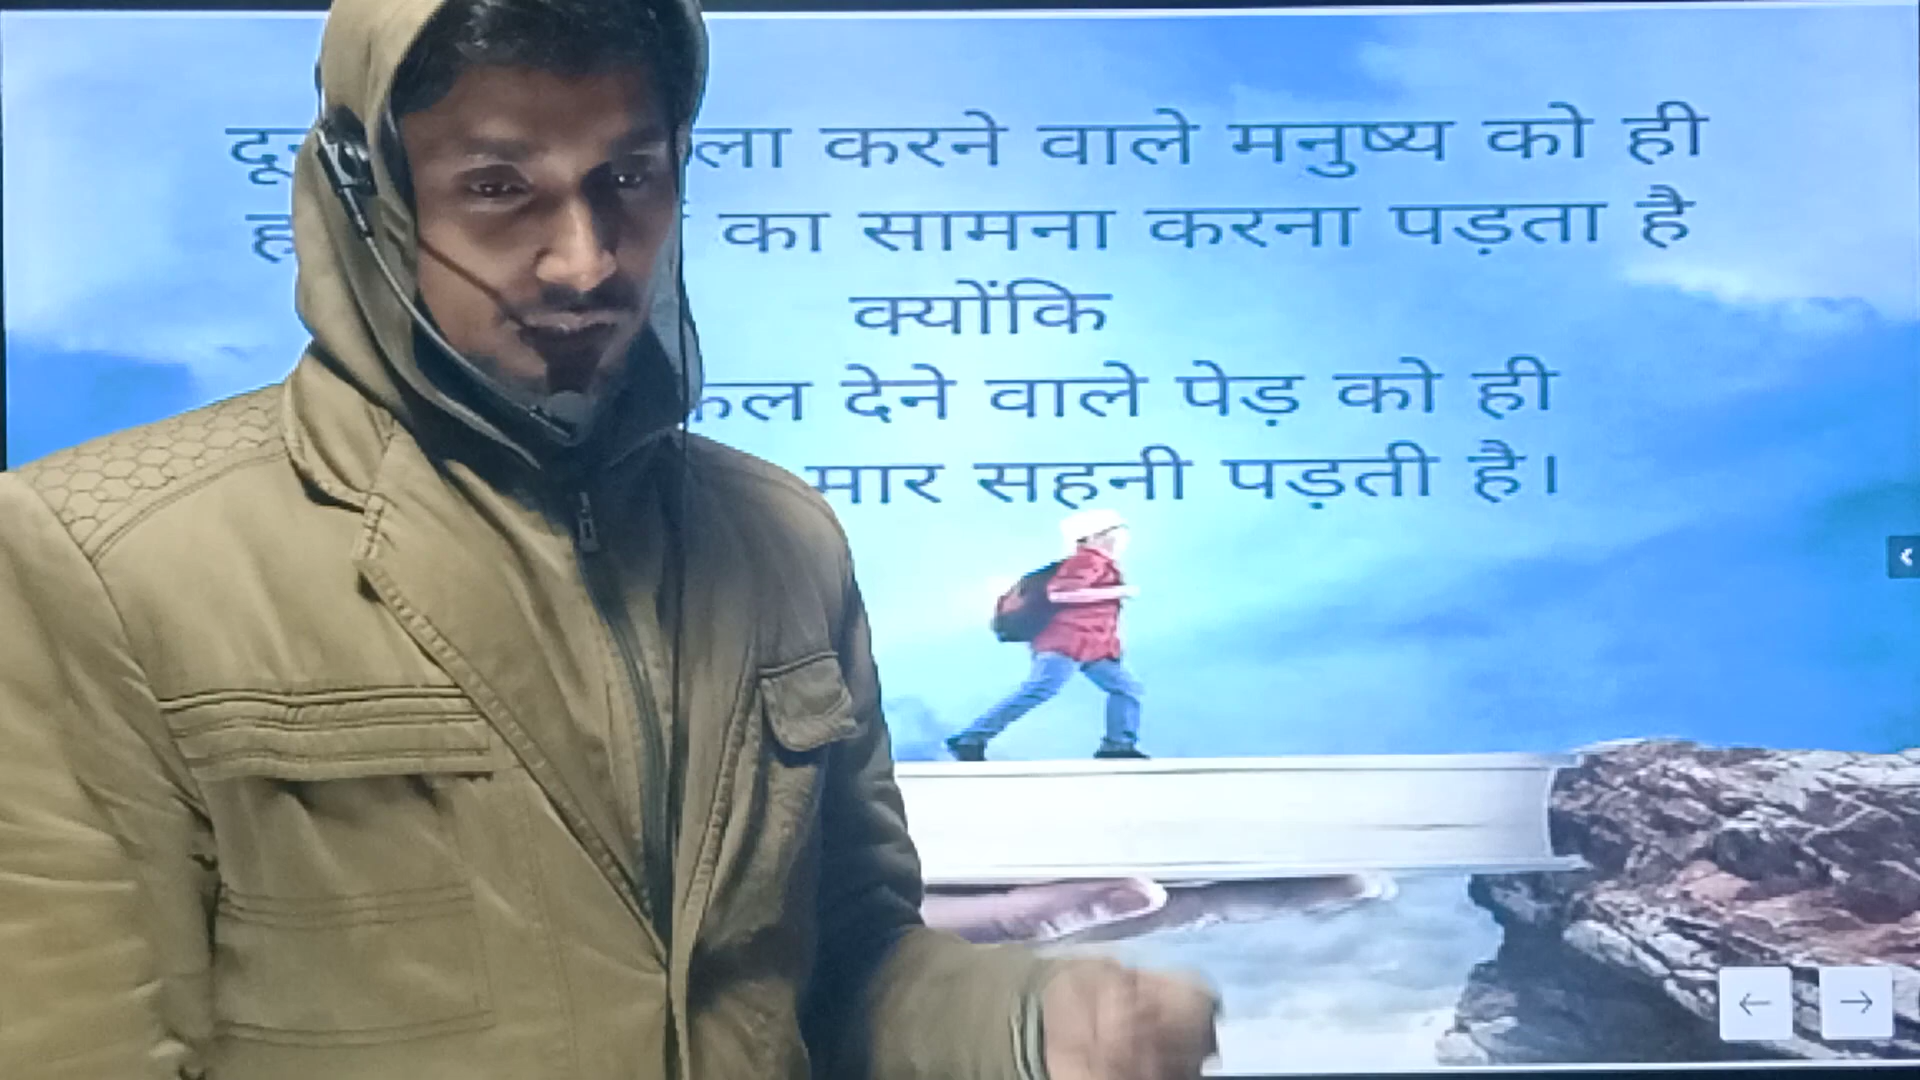 करने वाले मनुष्य को ही
का सामना करना पड़ता है
क्योंकि
देने वाले पेड़ को ही
मार सहनी पड़ती है।